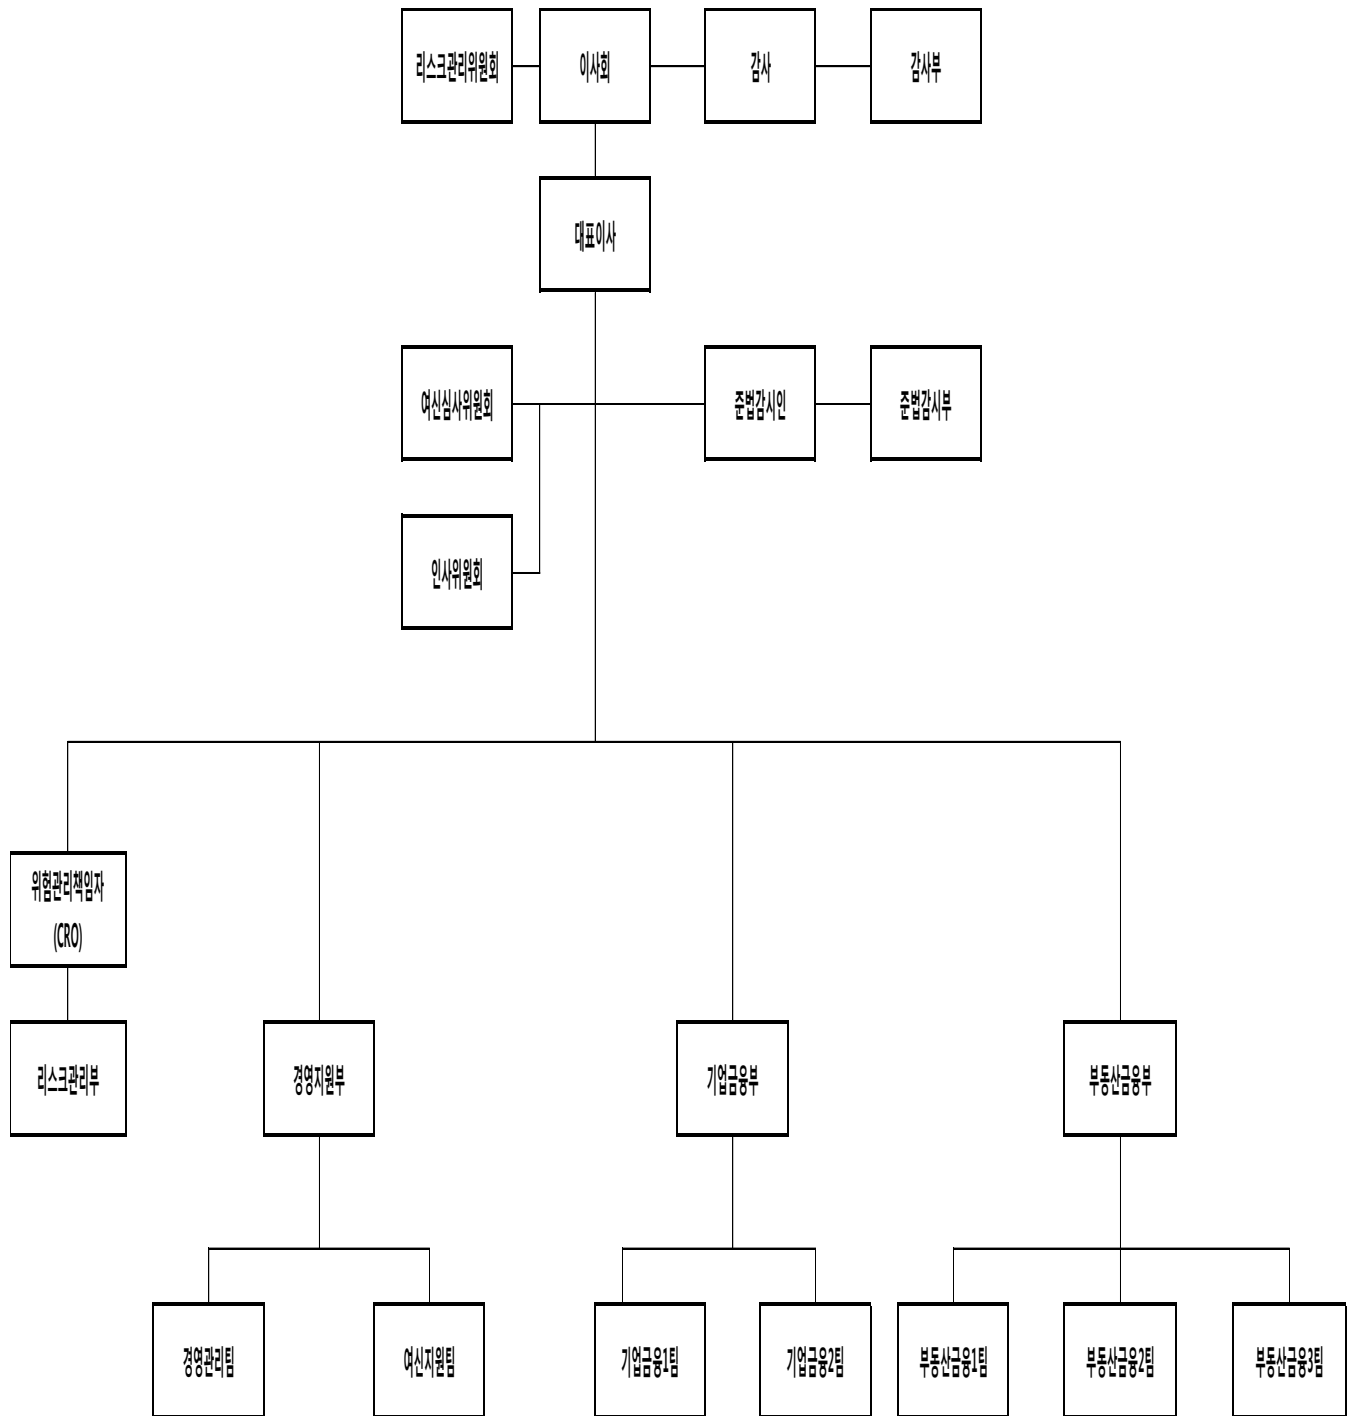 리스크관리위원회
이사회
감사
감사부
대표이사
여신심사위원회
준법감시인
준법감시부
인사위원회
위험관리책임자
(CRO)
리스크관리부
경영지원부
기업금융부
부동산금융부
경영관리팀
여신지원팀
기업금융1팀
기업금융2팀
부동산금융1팀
부동산금융2팀
부동산금융3팀